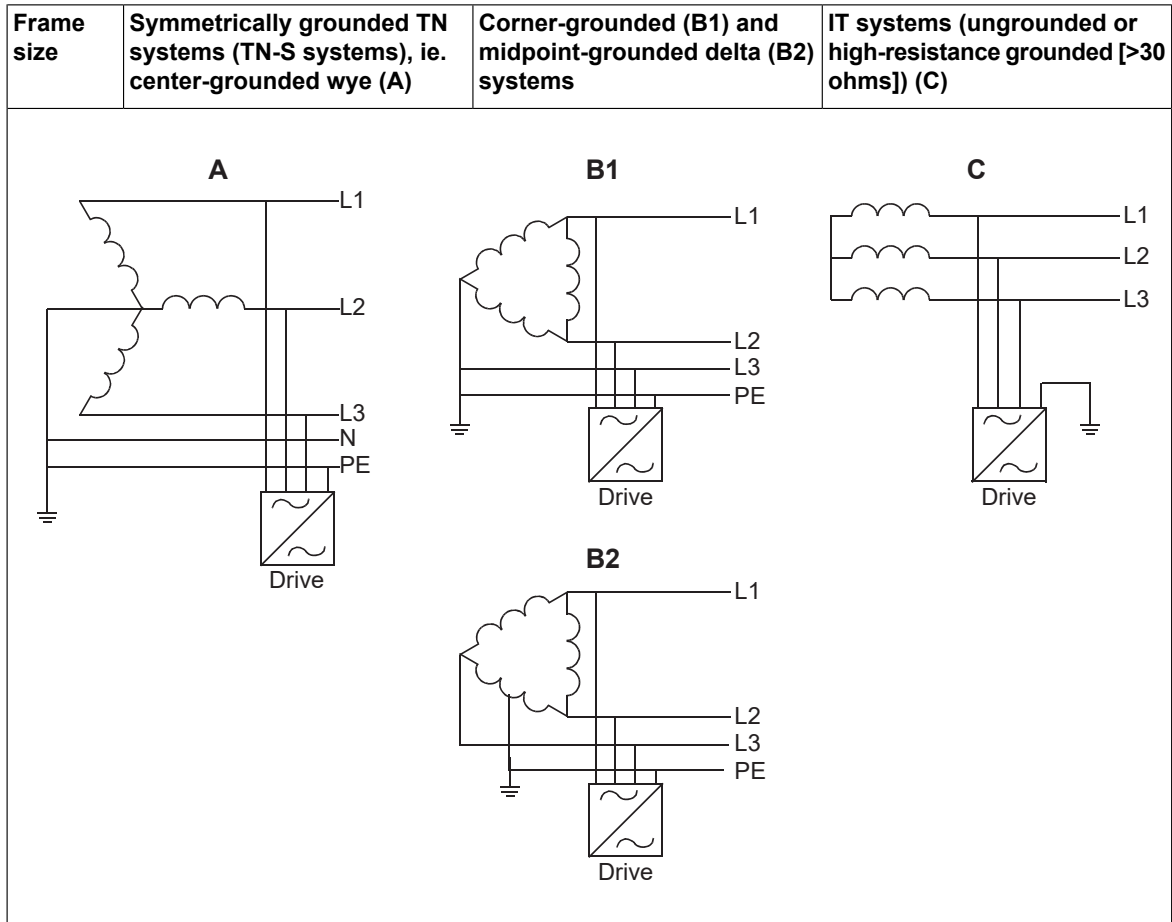 Frame size
Symmetrically grounded TN systems (TN-S systems), ie. center-grounded wye (A)
Corner-grounded (B1) and midpoint-grounded delta (B2) systems
IT systems (ungrounded or high-resistance grounded [>30 ohms]) (C)
A
L1
L2
L3
N
PE
Drive
B1
L1
L2
L3
PE
Drive
B2
L1
L2
L3
PE
Drive
C
L1
L2
L3
Drive